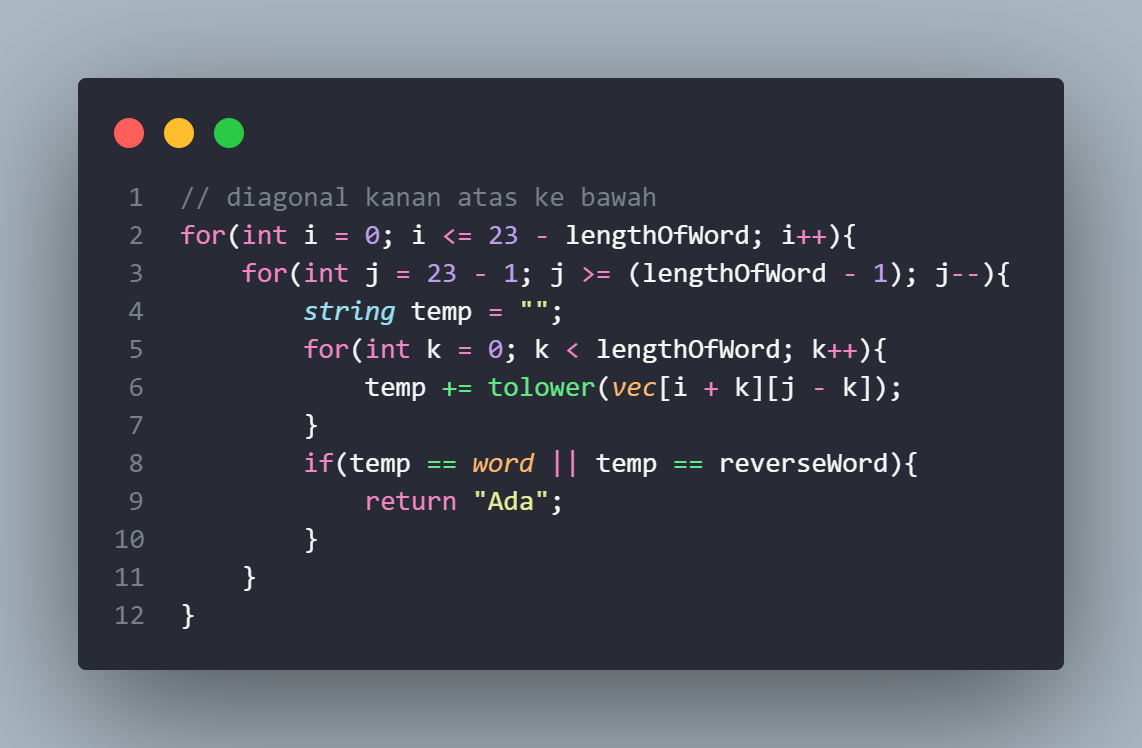 1 // diagonal kanan atas ke bawah
2 for(int i = 0; i <= 23 - lengthOfWord; i++){
3     for(int j = 23 - 1; j >= (lengthOfWord - 1); j--){
4         string temp = "";
5         for(int k = 0; k < lengthOfWord; k++){
6             temp += tolower(vec[i + k][j - k]);
7         }
8         if(temp == word || temp == reverseWord){
9             return "Ada";
10         }
11     }
12 }